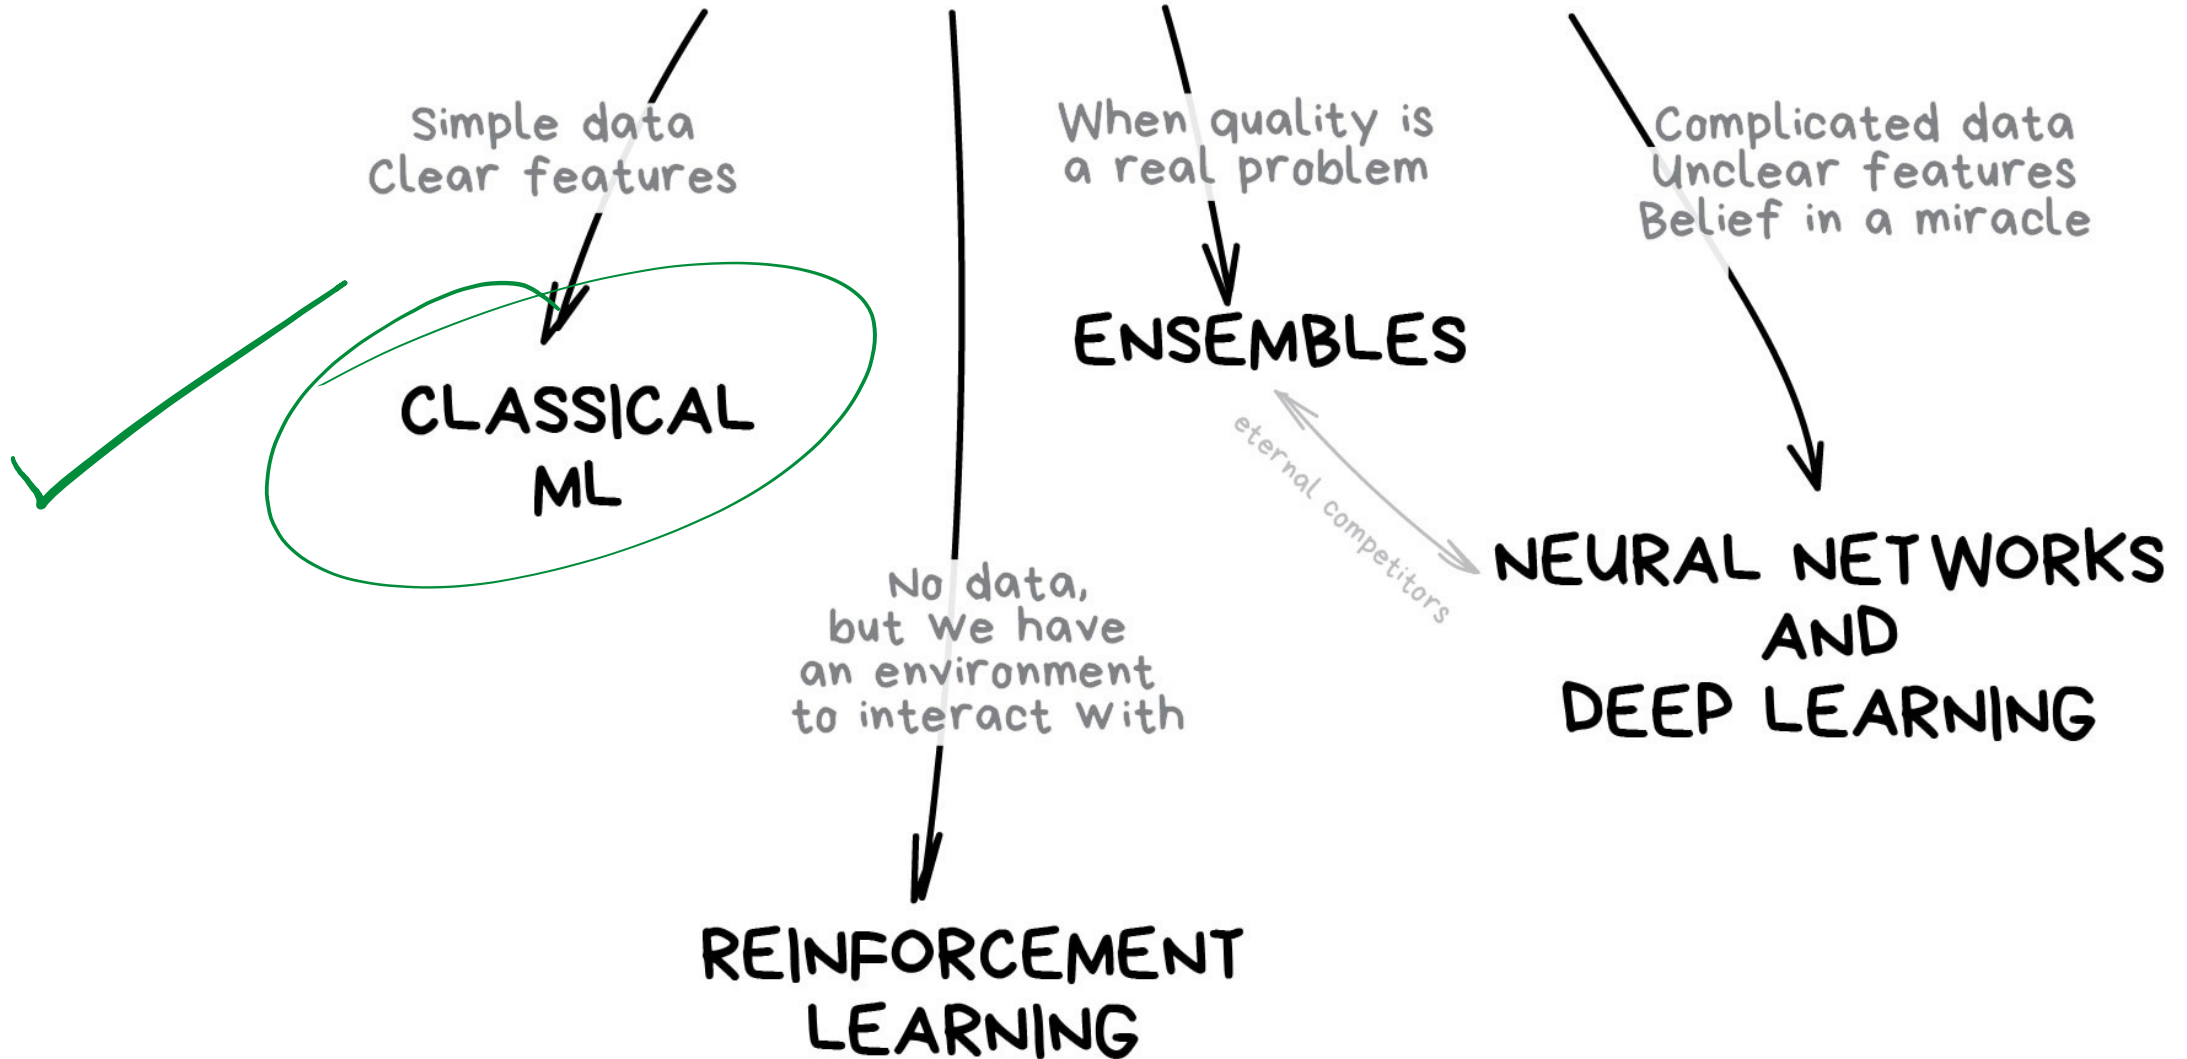 Simple data
Clear features
CLASSICAL
ML
No data,
but we have
an environment
to interact with
REINFORCEMENT
LEARNING
When quality is
a real problem
ENSEMBLES
eternal competitors
Complicated data
Unclear features
Belief in a miracle
NEURAL NETWORKS
AND
DEEP LEARNING